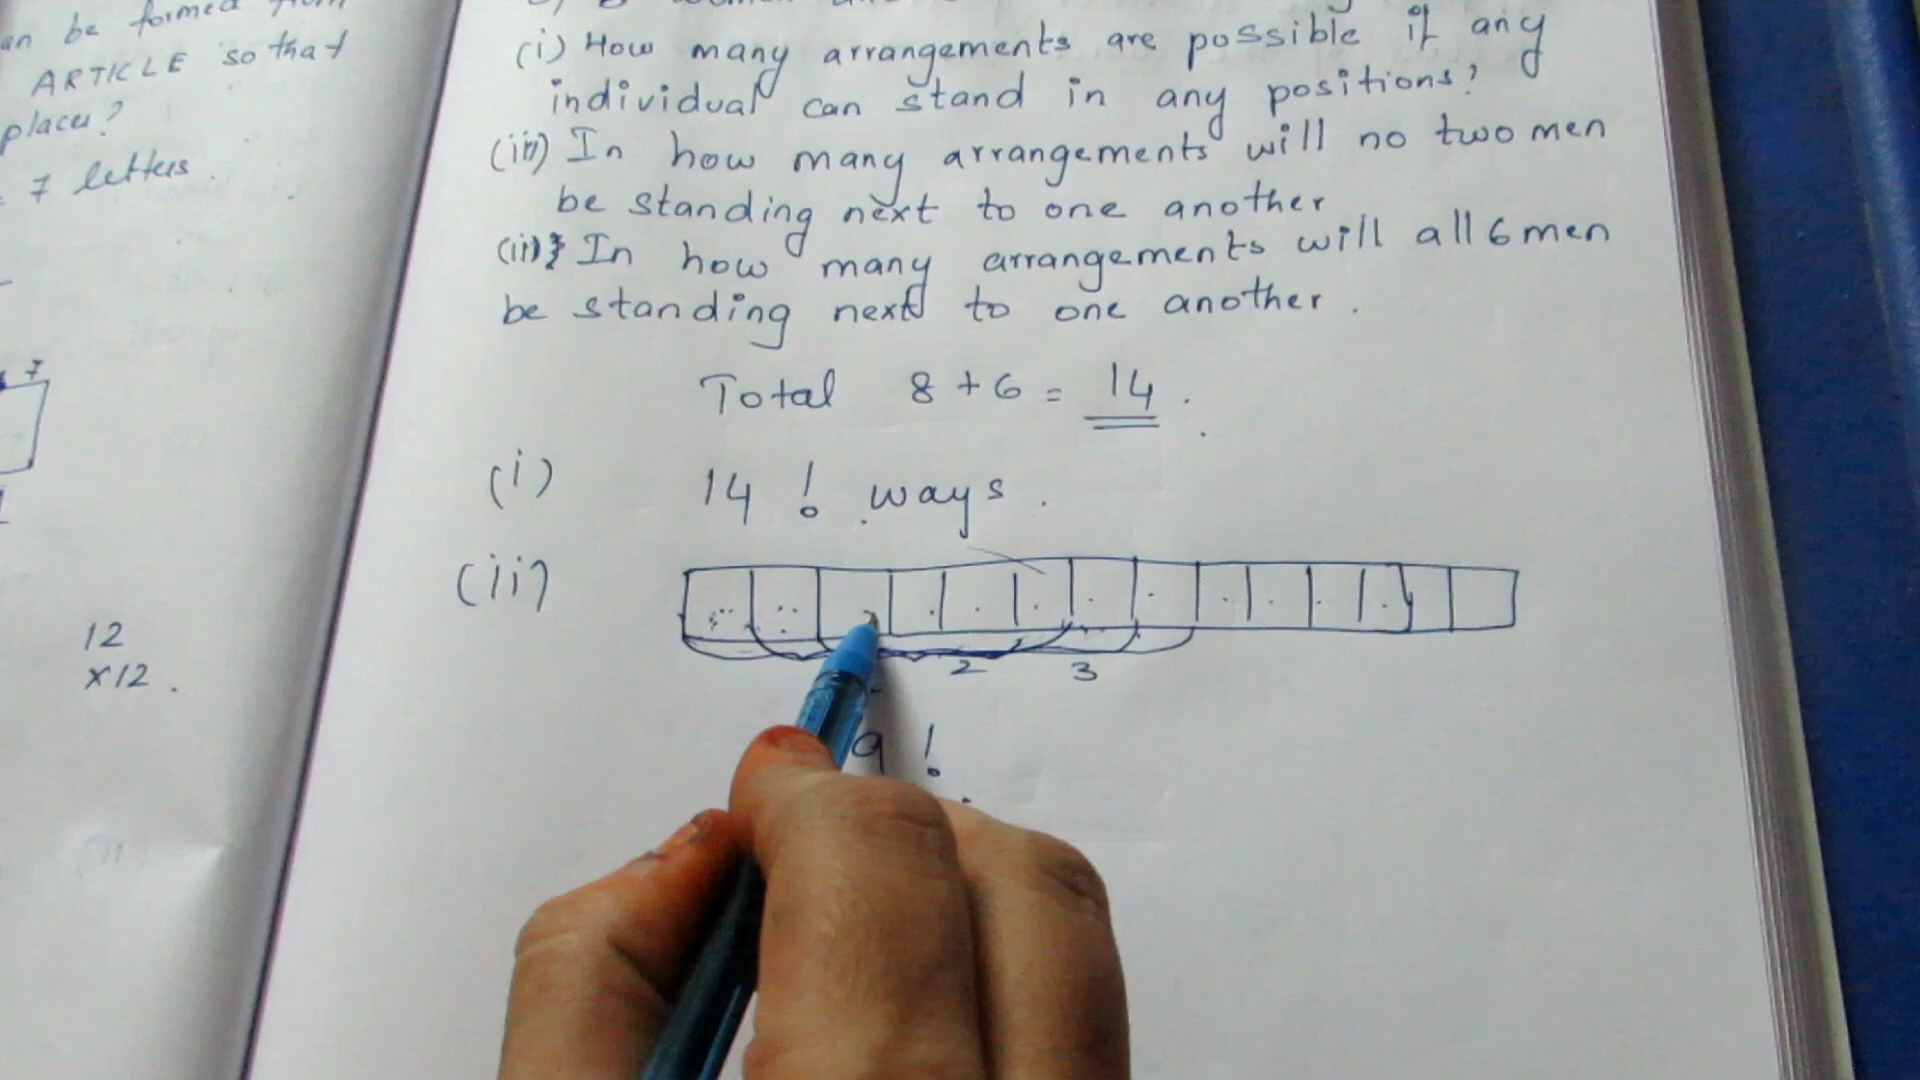 an be formed from
ARTICLE so that
places?
7 letters.
7
12
x12.
(i) How many arrangements are possible if any
individual can stand in any positions?
(iii) In how many arrangements will no two men
be standing next to one another
(ii) In how many arrangements will all 6 men
be standing next to one another.
Total 8 + 6 = 14.
(i) 14 ! ways.
(ii)
2 3
9 !